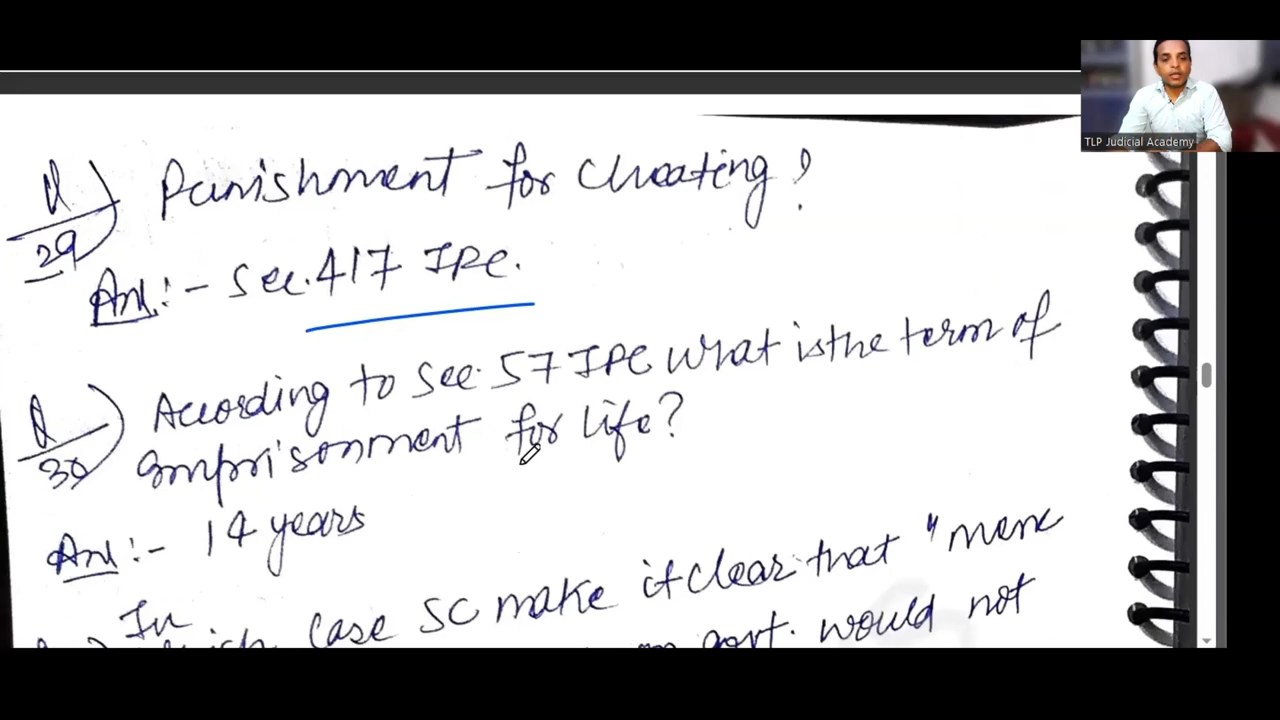 TLP Judicial Academy
Q 29) Punishment for Cheating?
Ans:- Sec. 417 IPC.
Q 30) According to Sec. 57 IPC What is the term of
imprisonment for life?
Ans:- 14 years
In
which case SC make it clear that "mere
govt. would not